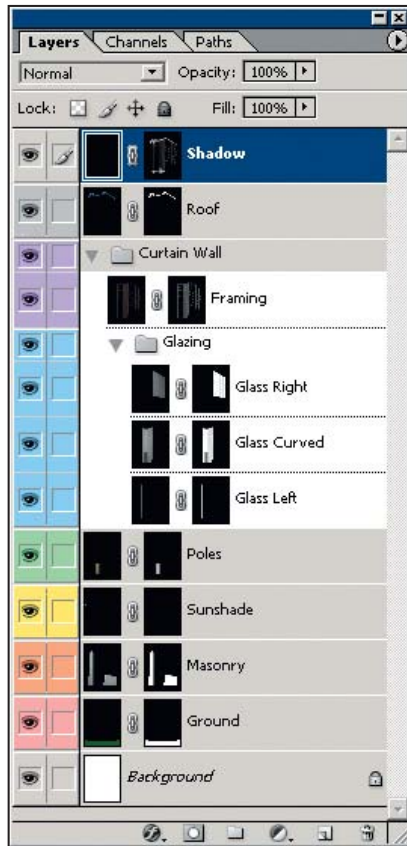 Layers Channels Paths
Normal Opacity: 100%
Lock: Fill: 100%
Shadow
Roof
Curtain Wall
Framing
Glazing
Glass Right
Glass Curved
Glass Left
Poles
Sunshade
Masonry
Ground
Background